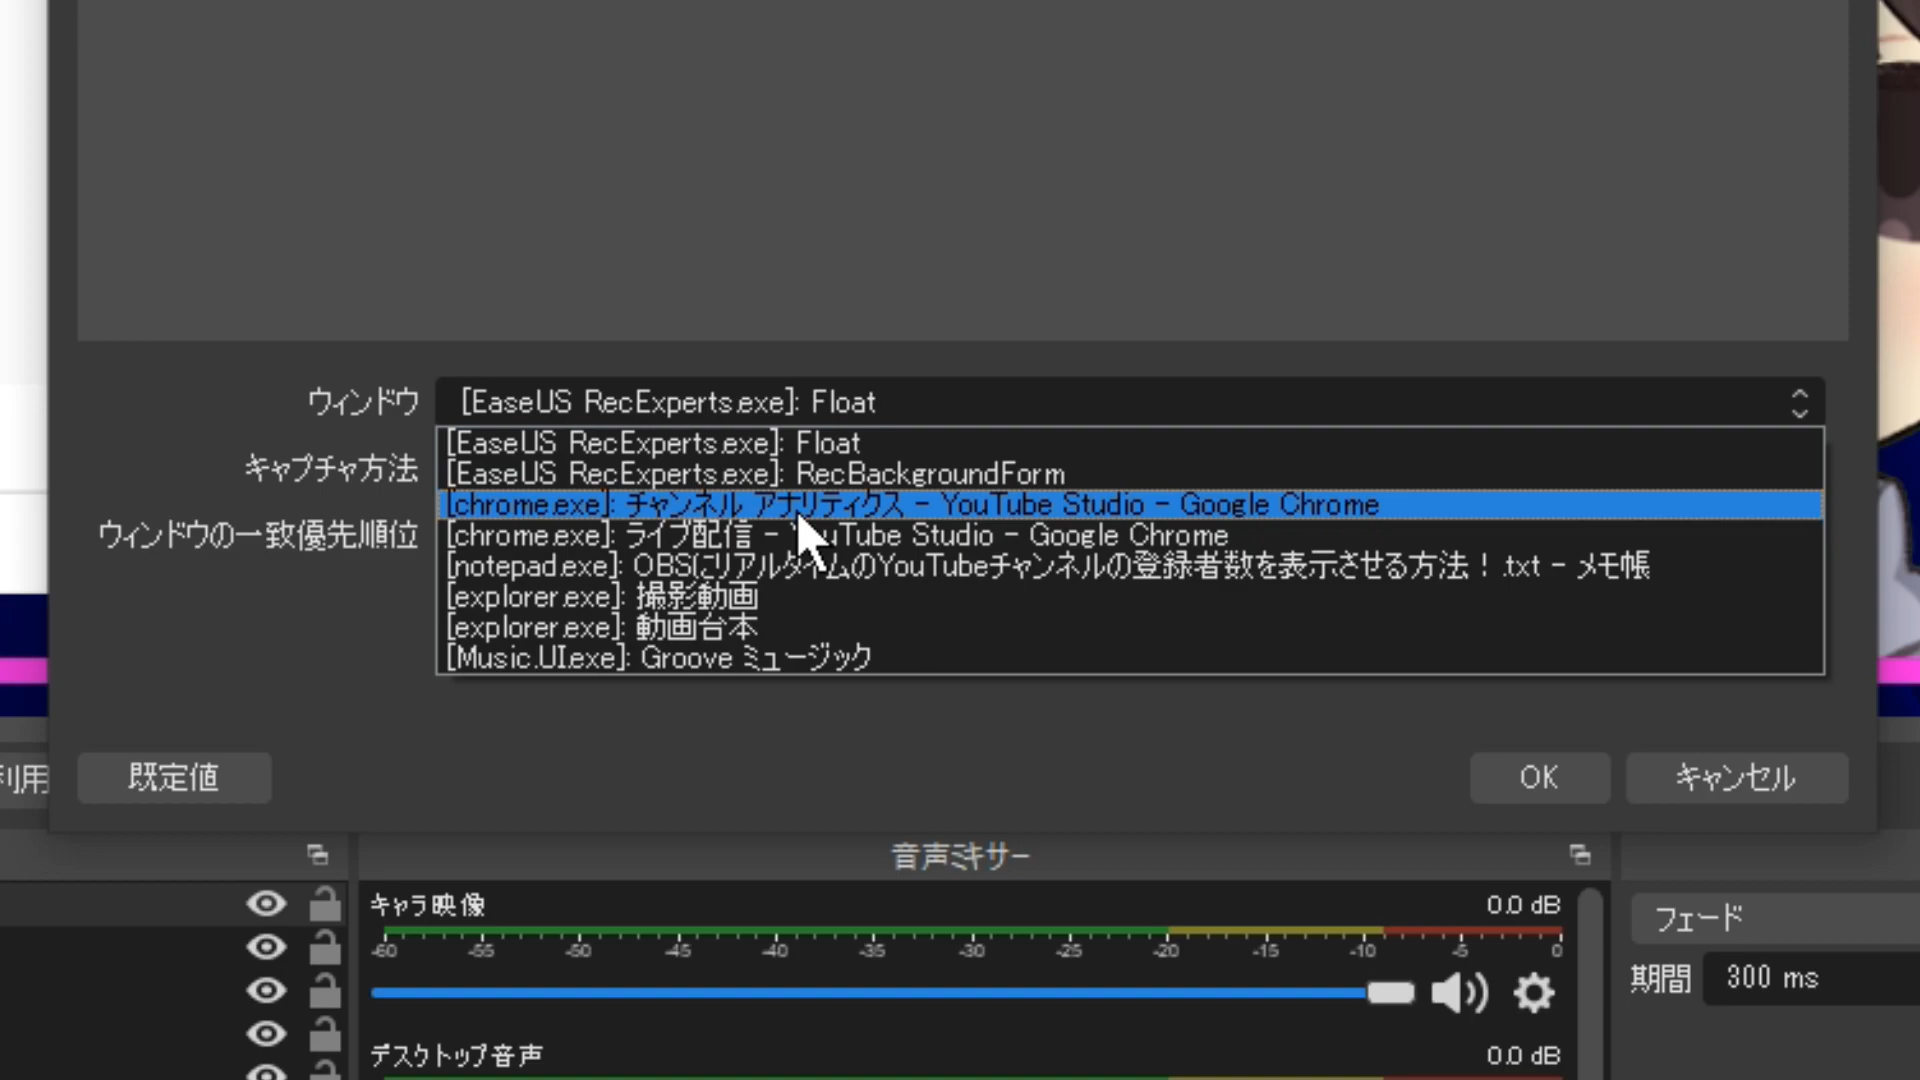 ウィンドウ
[EaseUS RecExperts.exe]: Float
[EaseUS RecExperts.exe]: Float
[EaseUS RecExperts.exe]: RecBackgroundForm
[chrome.exe]: チャンネル アナリティクス - YouTube Studio - Google Chrome
[chrome.exe]: ライブ配信 - YouTube Studio - Google Chrome
[notepad.exe]: OBSにリアルタイムのYouTubeチャンネルの登録者数を表示させる方法！.txt - メモ帳
[explorer.exe]: 撮影動画
[explorer.exe]: 動画台本
[Music.UI.exe]: Groove ミュージック
キャプチャ方法
ウィンドウの一致優先順位
利用
既定値
OK
キャンセル
音声ミキサー
キャラ映像
0.0 dB
-60 -55 -50 -45 -40 -35 -30 -25 -20 -15 -10 -5 0
デスクトップ音声
0.0 dB
フェード
期間
300 ms